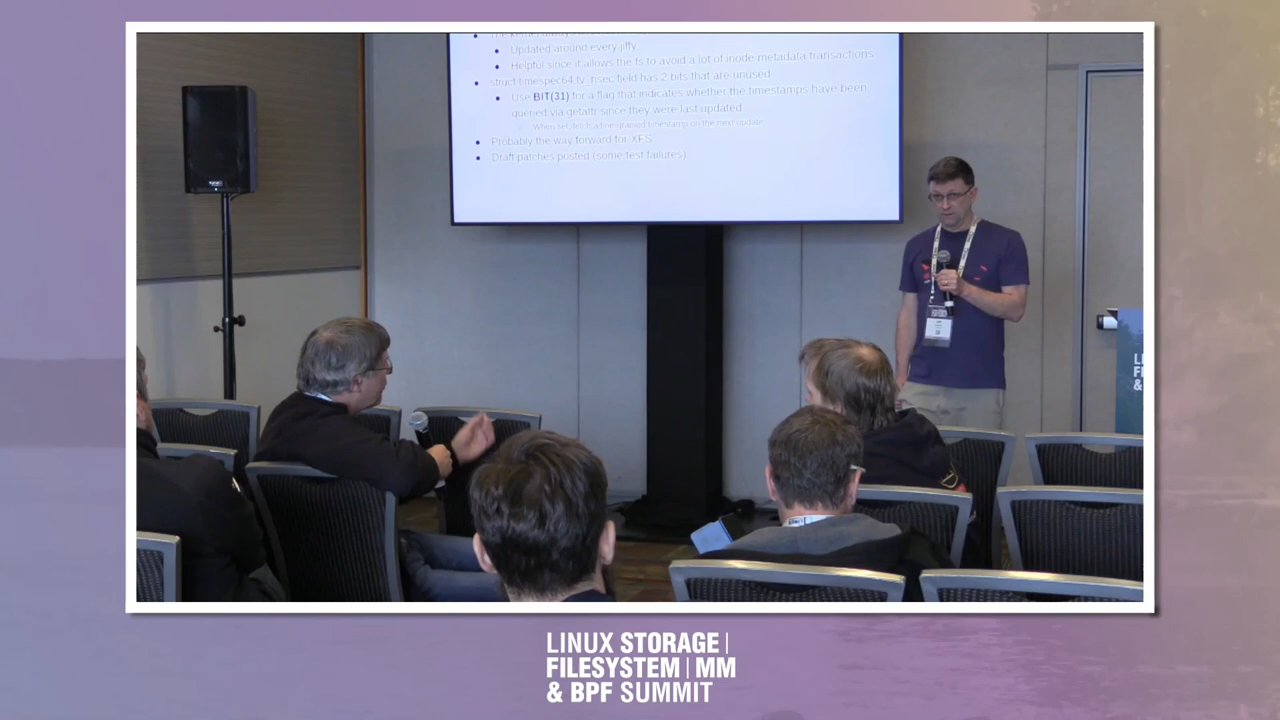 Updated around every jiffy
Helpful since it allows the fs to avoid a lot of inode metadata transactions
struct timespec64.tv_nsec field has 2 bits that are unused
Use BIT(31) for a flag that indicates whether the timestamps have been
queried via getattr since they were last updated
When set, fetch a fine-grained timestamp on the next update
Probably the way forward for XFS
Draft patches posted (some test failures)
LI
FI
&
LINUX STORAGE |
FILESYSTEM | MM
& BPF SUMMIT